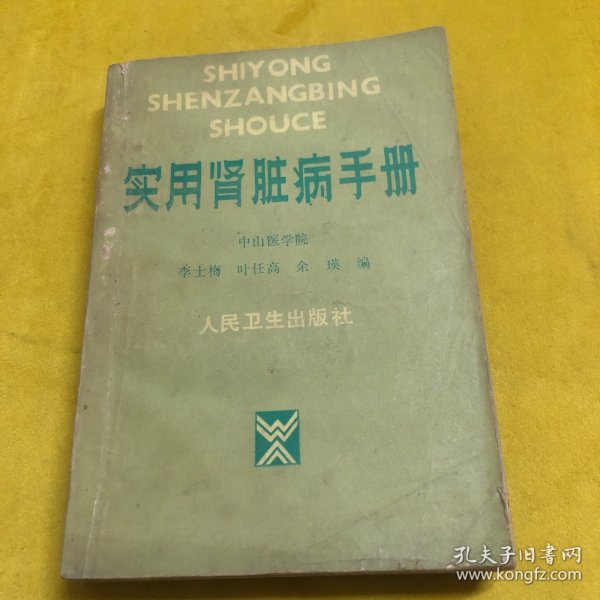 SHIYONG
SHENZANGBING
SHOUCE
实用肾脏病手册
中山医学院
李士梅 叶任高 余 瑛 编
人民卫生出版社
孔夫子旧书网
www.kongfz.com